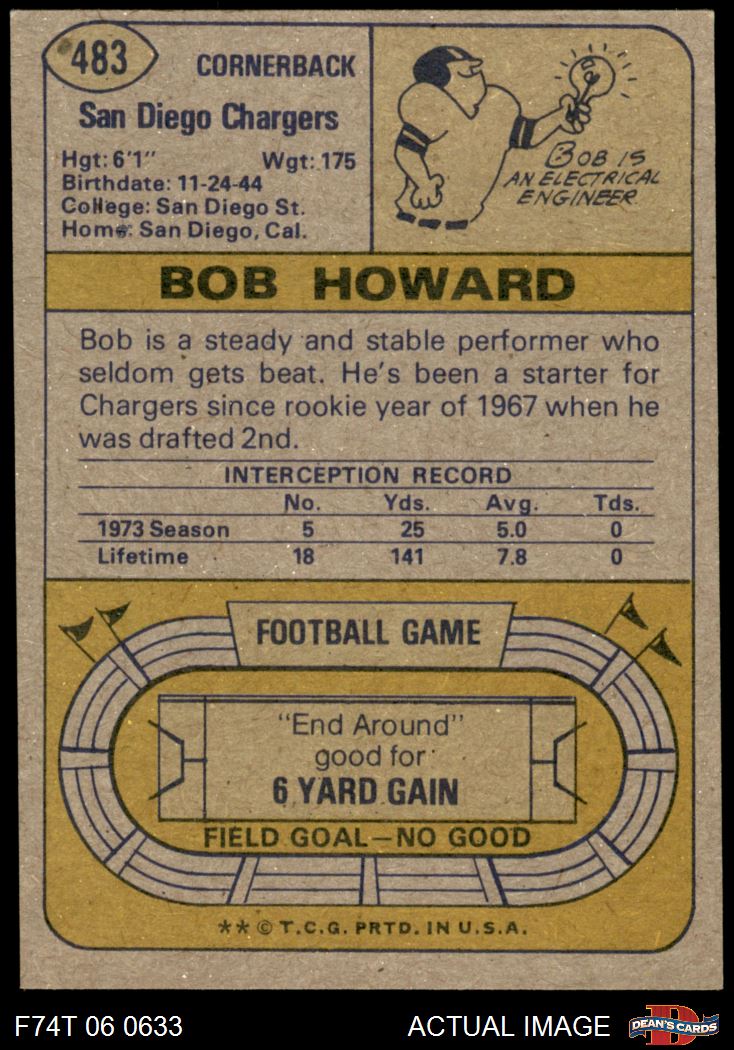 483
CORNERBACK
San Diego Chargers
Hgt: 6'1" Wgt: 175
Birthdate: 11-24-44
College: San Diego St.
Home: San Diego, Cal.
BOB IS
AN ELECTRICAL
ENGINEER
BOB HOWARD
Bob is a steady and stable performer who
seldom gets beat. He's been a starter for
Chargers since rookie year of 1967 when he
was drafted 2nd.
INTERCEPTION RECORD
No. Yds. Avg. Tds.
1973 Season 5 25 5.0 0
Lifetime 18 141 7.8 0
FOOTBALL GAME
"End Around"
good for
6 YARD GAIN
FIELD GOAL—NO GOOD
**© T.C.G. PRTD. IN U.S.A.
F74T 06 0633 ACTUAL IMAGE
D
DEAN'S CARDS